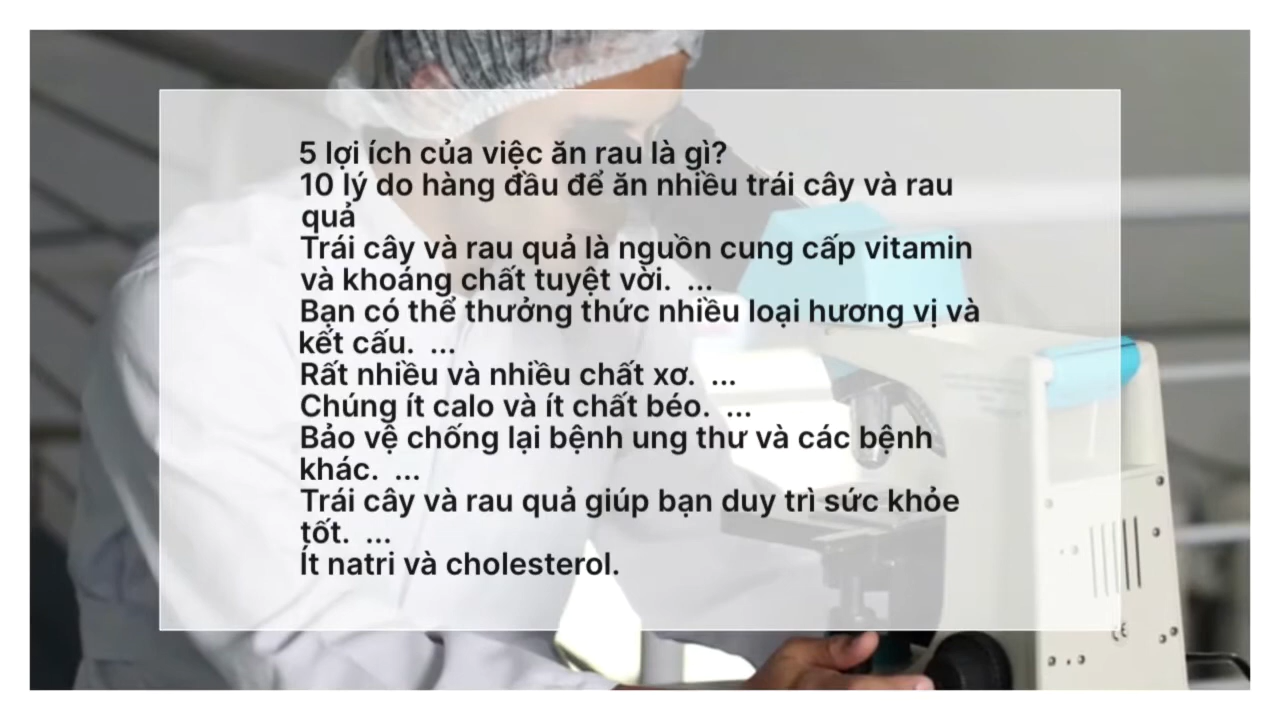 5 lợi ích của việc ăn rau là gì?
10 lý do hàng đầu để ăn nhiều trái cây và rau
quả
Trái cây và rau quả là nguồn cung cấp vitamin
và khoáng chất tuyệt vời. ...
Bạn có thể thưởng thức nhiều loại hương vị và
kết cấu. ...
Rất nhiều và nhiều chất xơ. ...
Chúng ít calo và ít chất béo. ...
Bảo vệ chống lại bệnh ung thư và các bệnh
khác. ...
Trái cây và rau quả giúp bạn duy trì sức khỏe
tốt. ...
Ít natri và cholesterol.